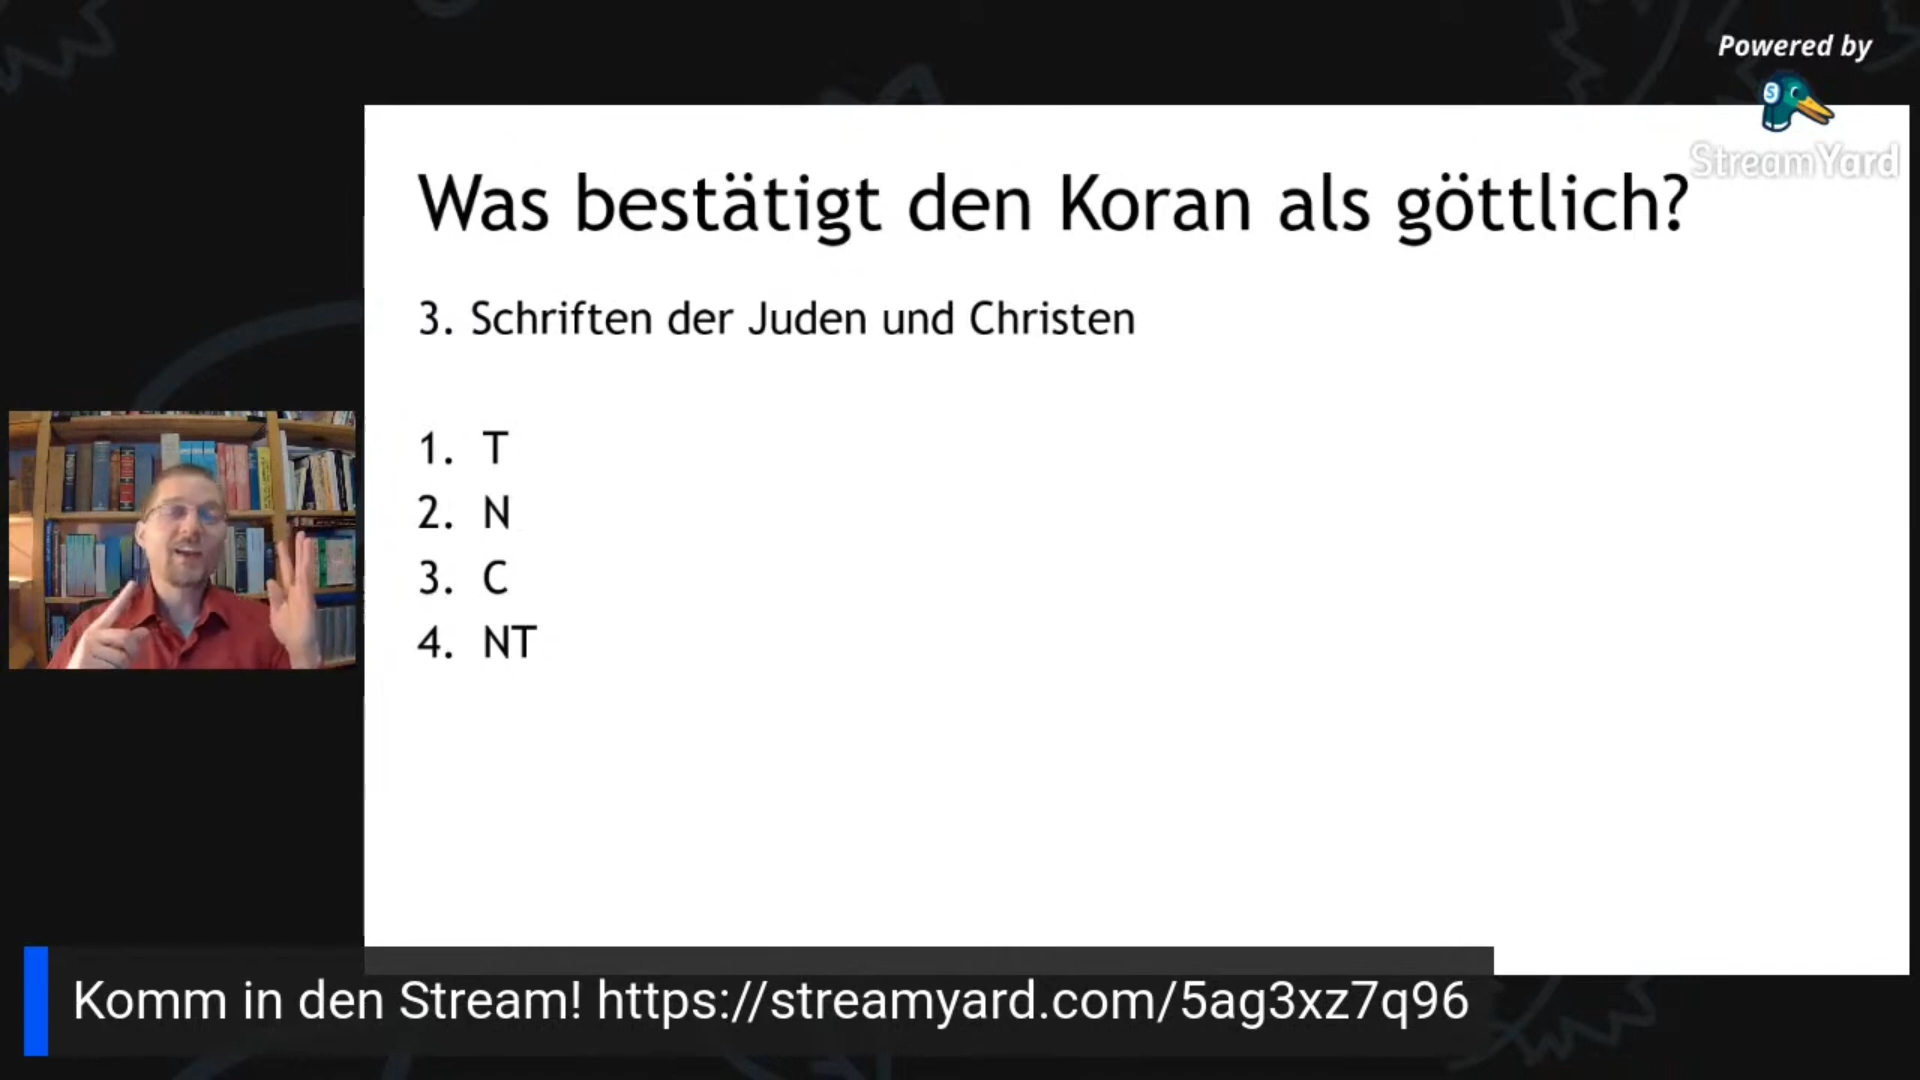 Powered by
StreamYard
Was bestätigt den Koran als göttlich?
3. Schriften der Juden und Christen
1. T
2. N
3. C
4. NT
Komm in den Stream! https://streamyard.com/5ag3xz7q96